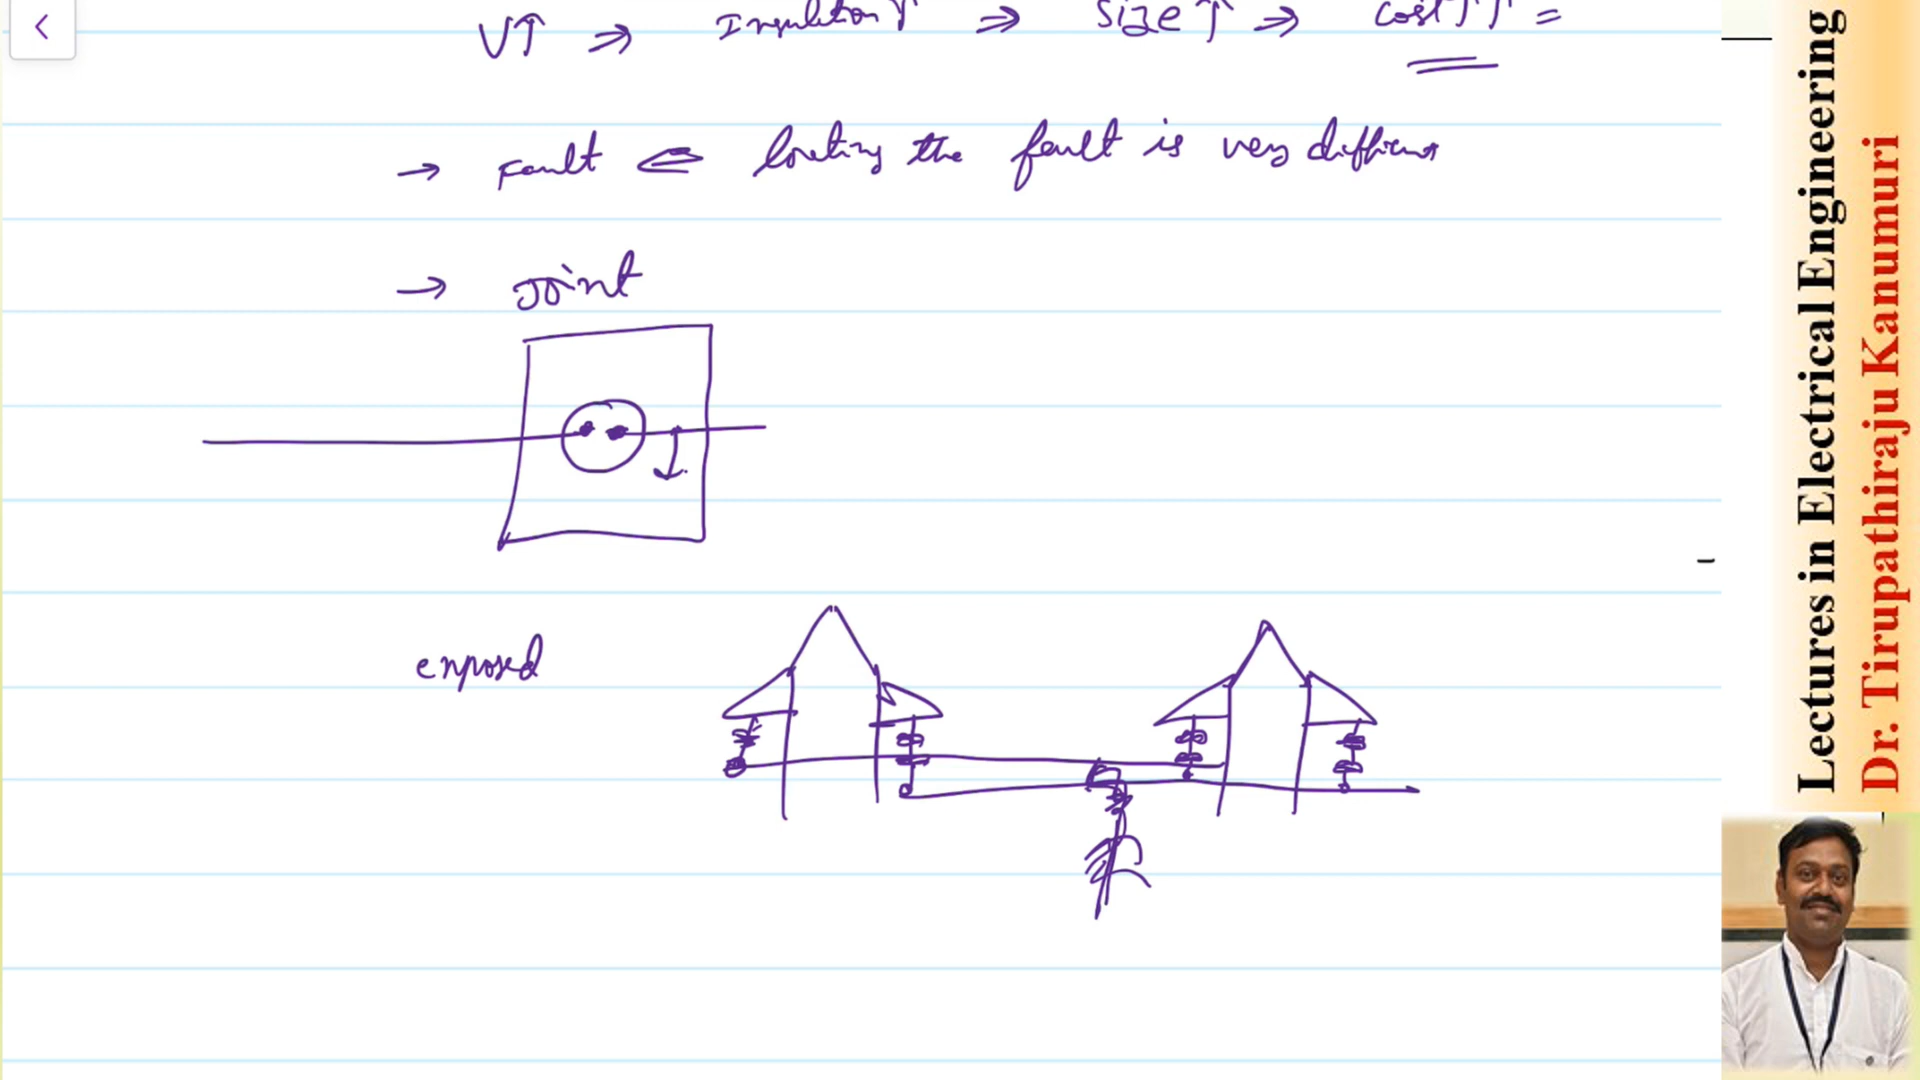 V↑ ⇒ Insulation ↑ ⇒ Size ↑ ⇒ Cost ↑↑ =
→ Fault ⇐ locating the fault is very difficult
→ Joint
exposed
Lectures in Electrical Engineering
Dr. Tirupathiraju Kanumuri